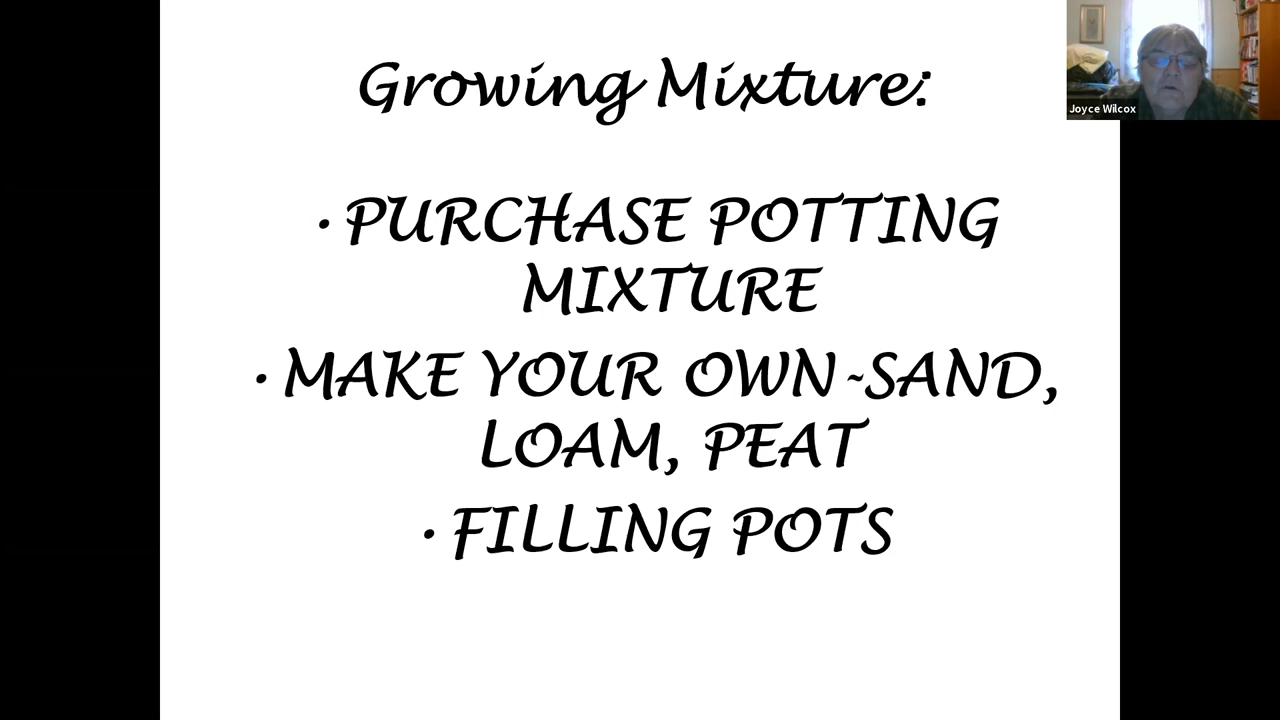 Growing Mixture:
Joyce Wilcox
• PURCHASE POTTING
MIXTURE
• MAKE YOUR OWN-SAND,
LOAM, PEAT
• FILLING POTS